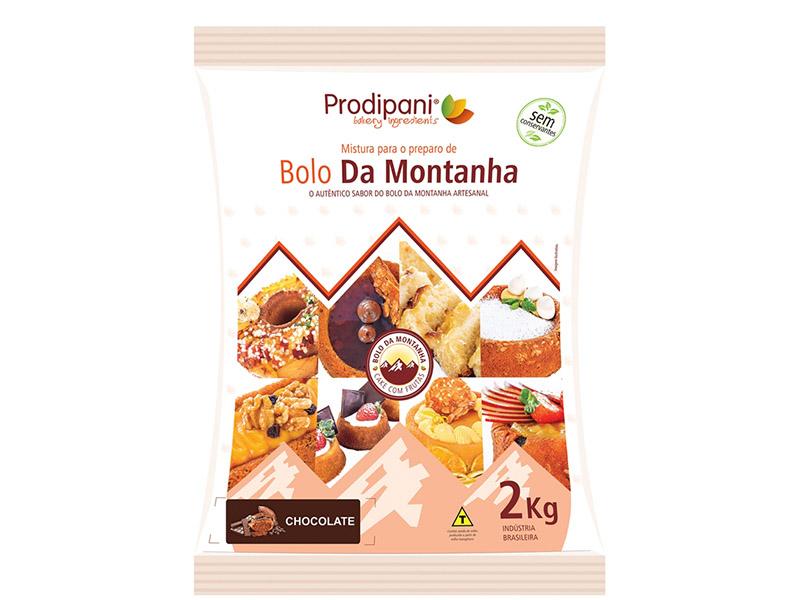 Prodipani®
bakery ingredients
sem
conservantes
Mistura para o preparo de
Bolo Da Montanha
O AUTÊNTICO SABOR DO BOLO DA MONTANHA ARTESANAL
BOLO DA MONTANHA
CAKE COM FRUTAS
CHOCOLATE
T
2Kg
INDÚSTRIA
BRASILEIRA